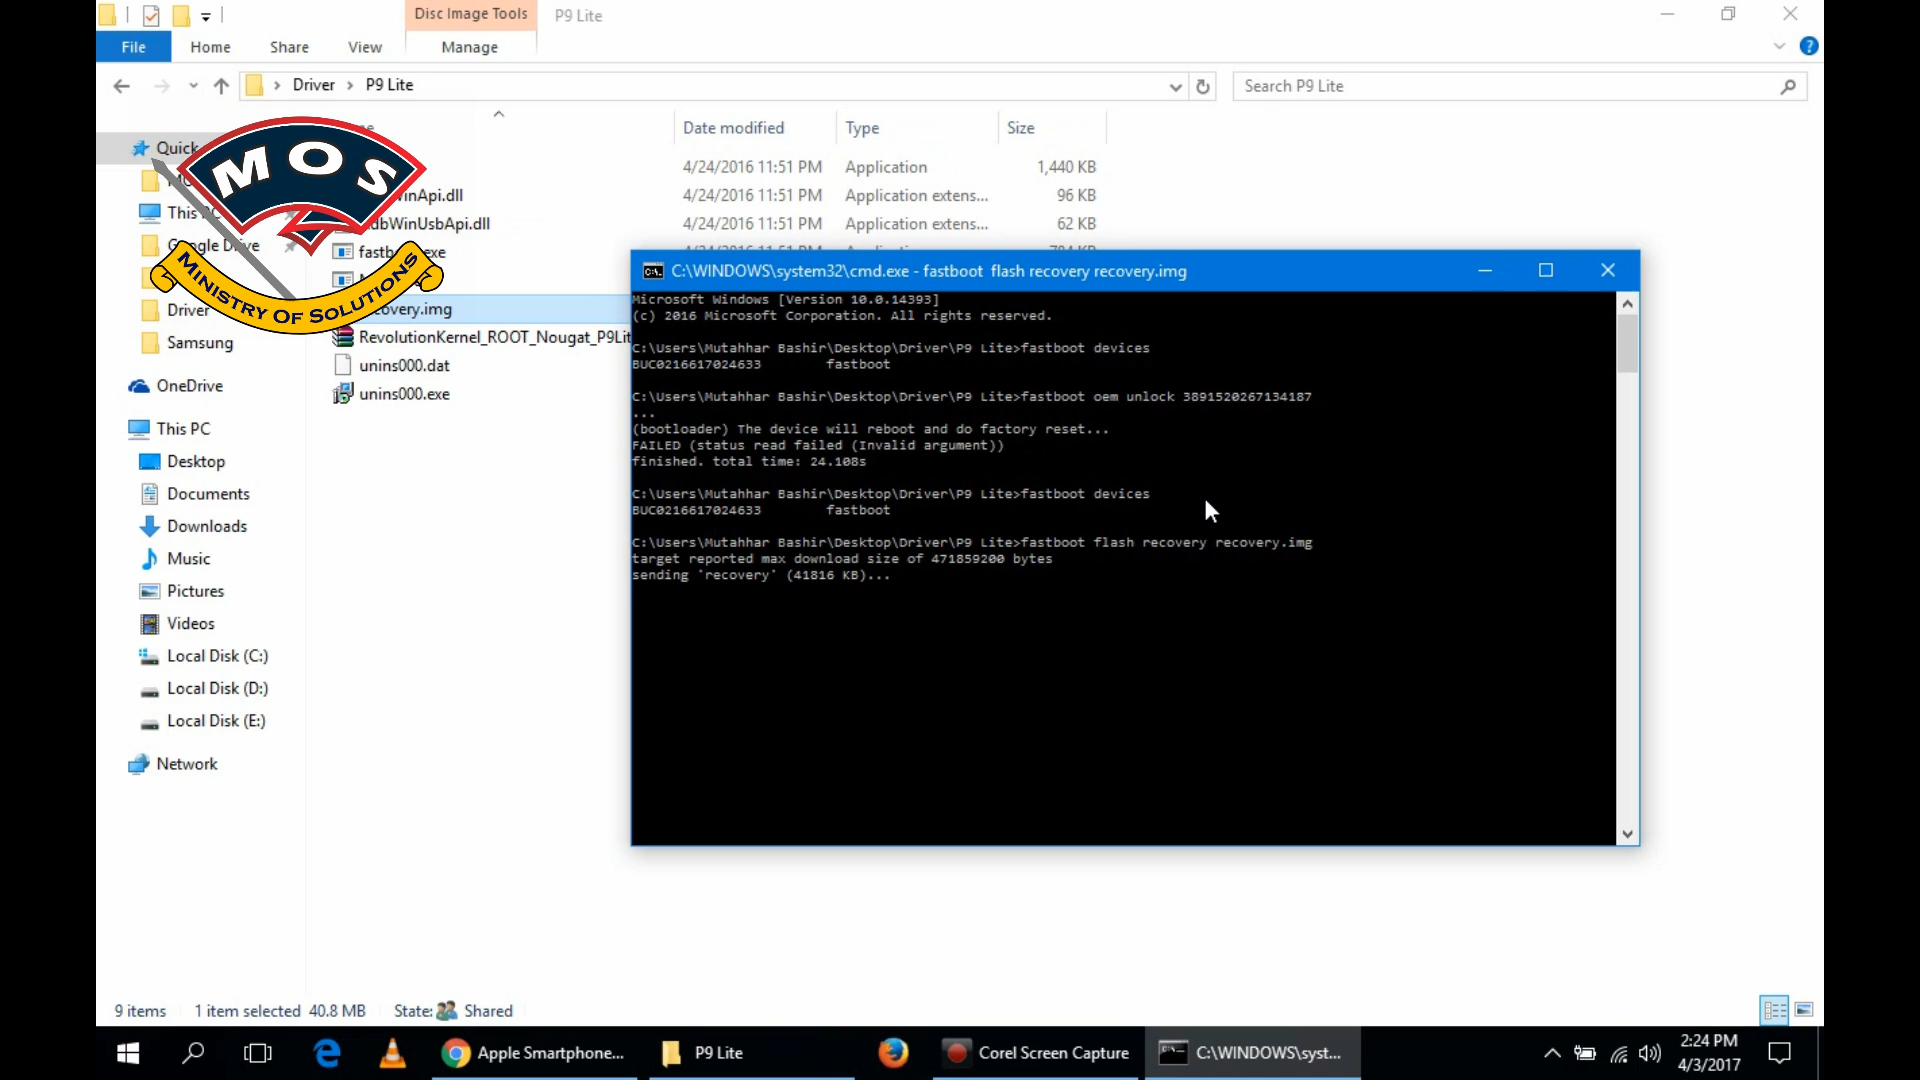 Disc Image Tools
P9 Lite
File
Home
Share
View
Manage
Driver
P9 Lite
Search P9 Lite
Date modified
Type
Size
Quick
This PC
Google Drive
Driver
Samsung
OneDrive
This PC
Desktop
Documents
Downloads
Music
Pictures
Videos
Local Disk (C:)
Local Disk (D:)
Local Disk (E:)
Network
MOS
MINISTRY OF SOLUTIONS
4/24/2016 11:51 PM Application 1,440 KB
inApi.dll 4/24/2016 11:51 PM Application extens... 96 KB
dbWinUsbApi.dll 4/24/2016 11:51 PM Application extens... 62 KB
overy.img
RevolutionKernel_ROOT_Nougat_P9Lit
unins000.dat
unins000.exe
C:\WINDOWS\system32\cmd.exe - fastboot flash recovery recovery.img
Microsoft Windows [Version 10.0.14393]
(c) 2016 Microsoft Corporation. All rights reserved.
C:\Users\Mutahhar Bashir\Desktop\Driver\P9 Lite>fastboot devices
BUC0216617024633 fastboot
C:\Users\Mutahhar Bashir\Desktop\Driver\P9 Lite>fastboot oem unlock 3891520267134187
...
(bootloader) The device will reboot and do factory reset...
FAILED (status read failed (Invalid argument))
finished. total time: 24.108s
C:\Users\Mutahhar Bashir\Desktop\Driver\P9 Lite>fastboot devices
BUC0216617024633 fastboot
C:\Users\Mutahhar Bashir\Desktop\Driver\P9 Lite>fastboot flash recovery recovery.img
target reported max download size of 471859200 bytes
sending 'recovery' (41816 KB)...
9 items 1 item selected 40.8 MB State: Shared
Apple Smartphone...
P9 Lite
Corel Screen Capture
C:\WINDOWS\syst...
2:24 PM
4/3/2017